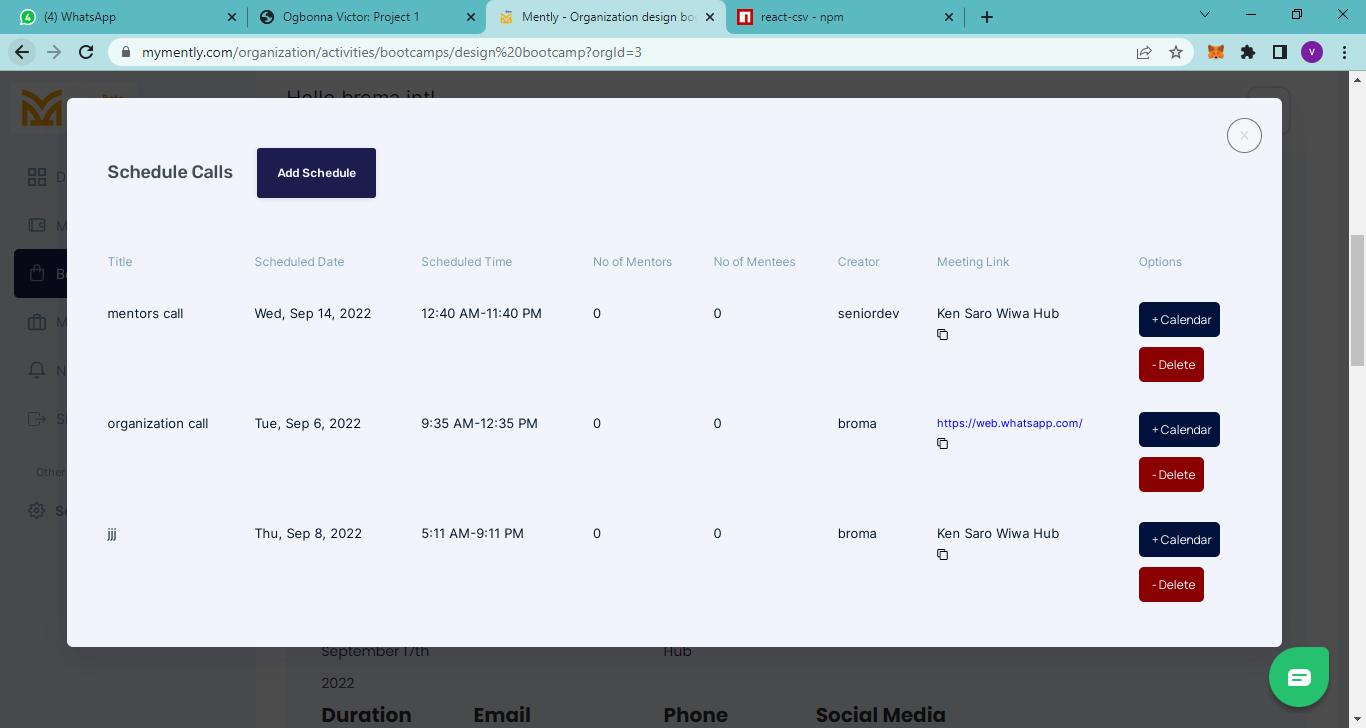 (4) WhatsApp
Ogbonna Victor: Project 1
Mently - Organization design bo
react-csv - npm
mymently.com/organization/activities/bootcamps/design%20bootcamp?orgId=3
V
Hello broma int!
Beta
Schedule Calls
Add Schedule
Title Scheduled Date Scheduled Time No of Mentors No of Mentees Creator Meeting Link Options
mentors call Wed, Sep 14, 2022 12:40 AM-11:40 PM 0 0 seniordev Ken Saro Wiwa Hub + Calendar
- Delete
organization call Tue, Sep 6, 2022 9:35 AM-12:35 PM 0 0 broma https://web.whatsapp.com/ + Calendar
- Delete
jjj Thu, Sep 8, 2022 5:11 AM-9:11 PM 0 0 broma Ken Saro Wiwa Hub + Calendar
- Delete
Other
September 17th Hub
2022
Duration Email Phone Social Media